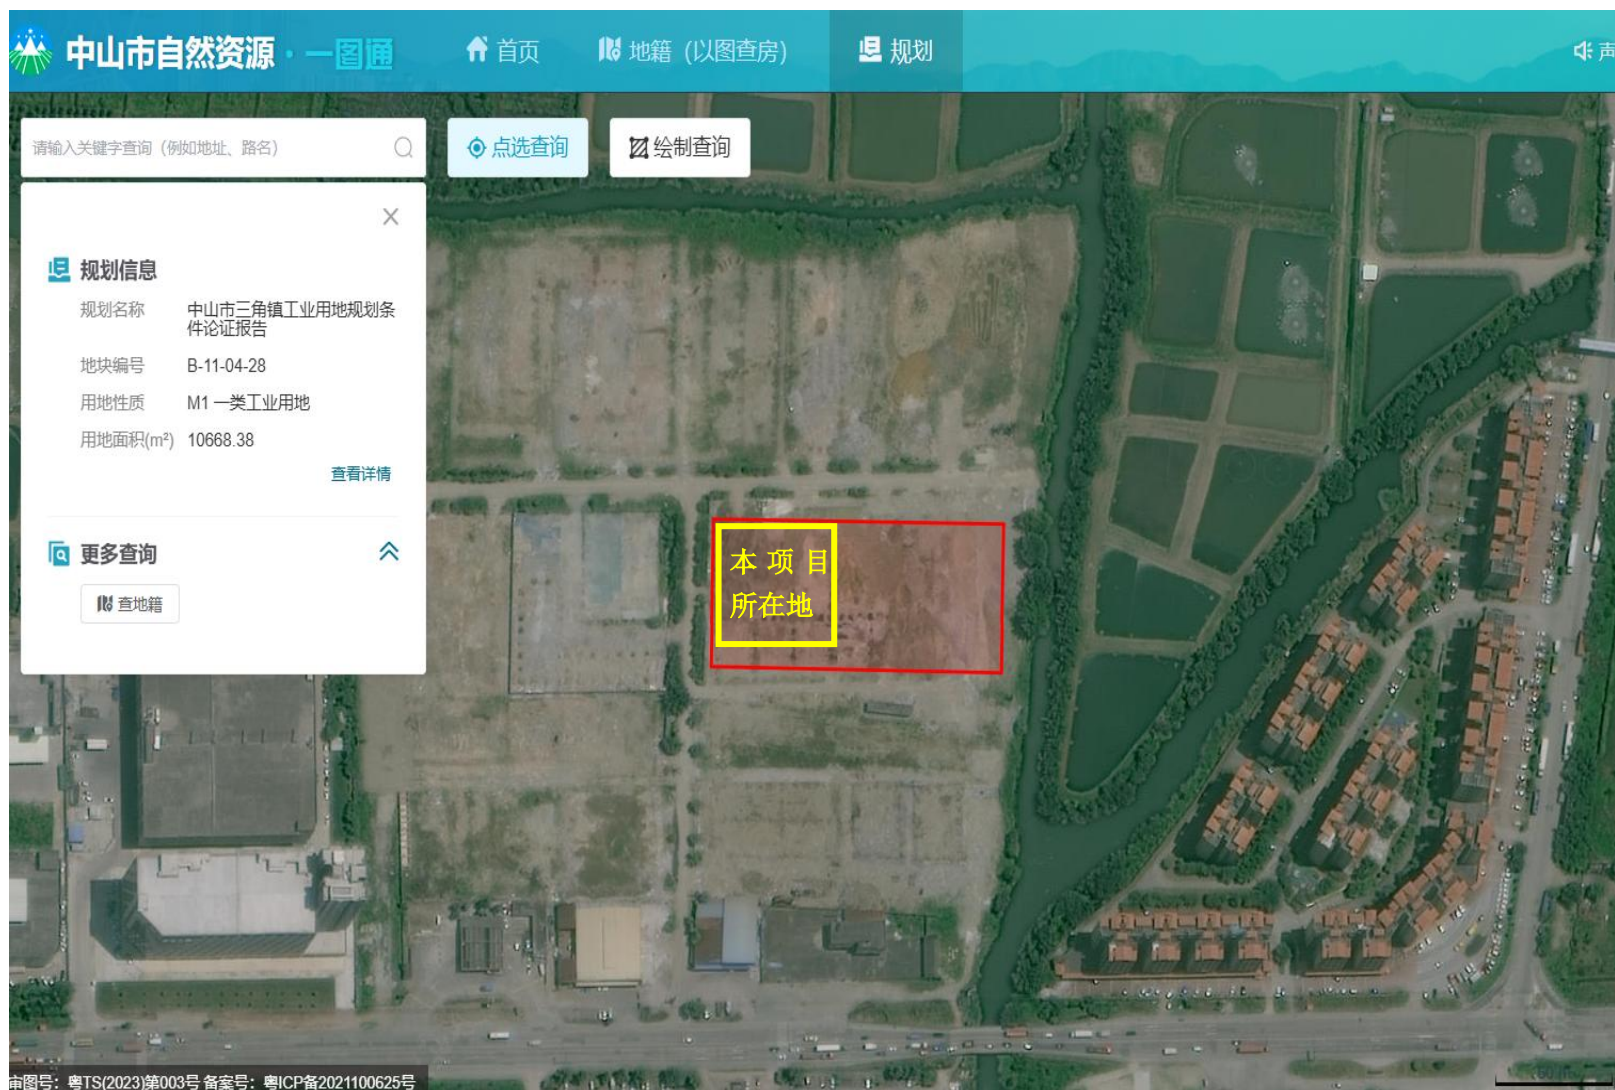 中山市自然资源·一图通
首页
地籍（以图查房）
规划
声
请输入关键字查询（例如地址、路名）
点选查询
绘制查询
规划信息
规划名称 中山市三角镇工业用地规划条
件论证报告
地块编号 B-11-04-28
用地性质 M1 一类工业用地
用地面积(m²) 10668.38
查看详情
更多查询
查地籍
本项目
所在地
审图号：粤TS(2023)第003号 备案号：粤ICP备2021100625号